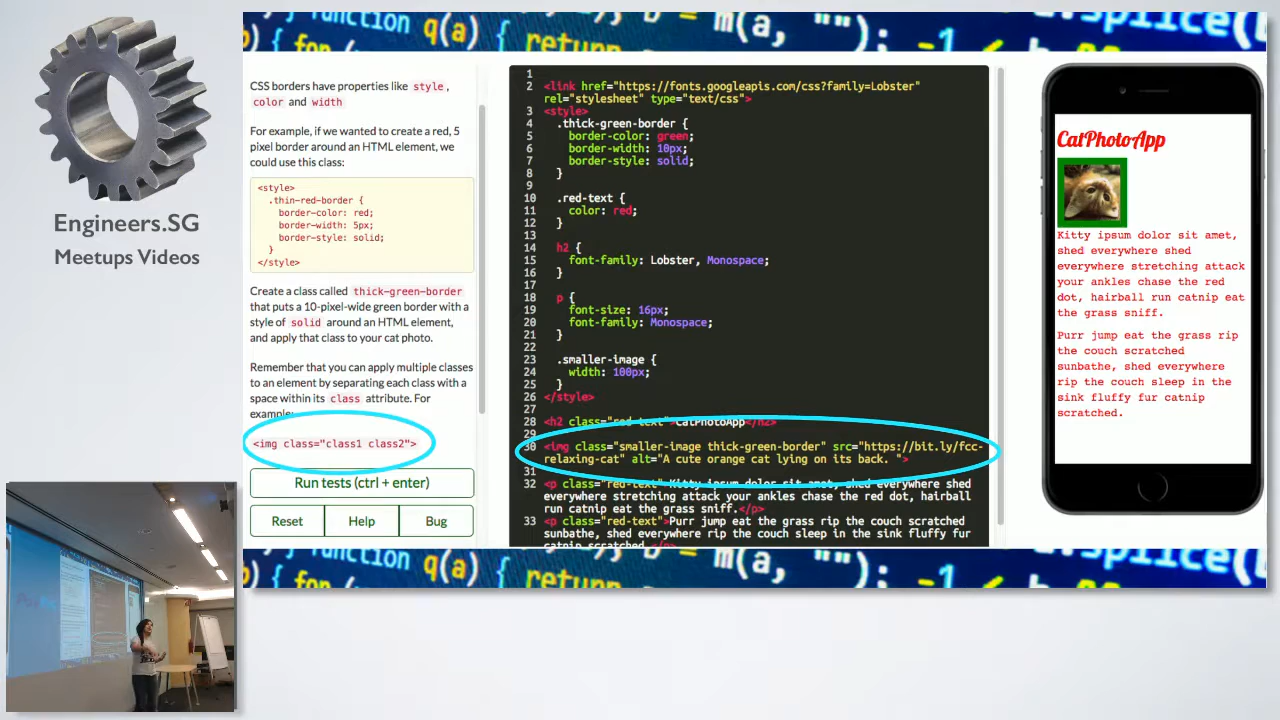 ) { function q(a) { b = m(a, ""); -1 a.splice(
b) { for return b
Engineers.SG
Meetups Videos
CSS borders have properties like style ,
color and width
For example, if we wanted to create a red, 5
pixel border around an HTML element, we
could use this class:
<style>
.thin-red-border {
border-color: red;
border-width: 5px;
border-style: solid;
}
</style>
Create a class called thick-green-border
that puts a 10-pixel-wide green border with a
style of solid around an HTML element,
and apply that class to your cat photo.
Remember that you can apply multiple classes
to an element by separating each class with a
space within its class attribute. For
example:
<img class="class1 class2">
Run tests (ctrl + enter)
Reset Help Bug
1
2 <link href="https://fonts.googleapis.com/css?family=Lobster"
rel="stylesheet" type="text/css">
3 <style>
4 .thick-green-border {
5 border-color: green;
6 border-width: 10px;
7 border-style: solid;
8 }
9
10 .red-text {
11 color: red;
12 }
13
14 h2 {
15 font-family: Lobster, Monospace;
16 }
17
18 p {
19 font-size: 16px;
20 font-family: Monospace;
21 }
22
23 .smaller-image {
24 width: 100px;
25 }
26 </style>
27
28 <h2 class="red-text">CatPhotoApp</h2>
29
30 <img class="smaller-image thick-green-border" src="https://bit.ly/fcc-
relaxing-cat" alt="A cute orange cat lying on its back. ">
31
32 <p class="red-text">Kitty ipsum dolor sit amet, shed everywhere shed
everywhere stretching attack your ankles chase the red dot, hairball
run catnip eat the grass sniff.</p>
33 <p class="red-text">Purr jump eat the grass rip the couch scratched
sunbathe, shed everywhere rip the couch sleep in the sink fluffy fur
catnip scratched.</p>
CatPhotoApp
Kitty ipsum dolor sit amet,
shed everywhere shed
everywhere stretching attack
your ankles chase the red
dot, hairball run catnip eat
the grass sniff.
Purr jump eat the grass rip
the couch scratched
sunbathe, shed everywhere
rip the couch sleep in the
sink fluffy fur catnip
scratched.
) { function q(a) { b = m(a, ""); -1 a.splice(
b) { for return b